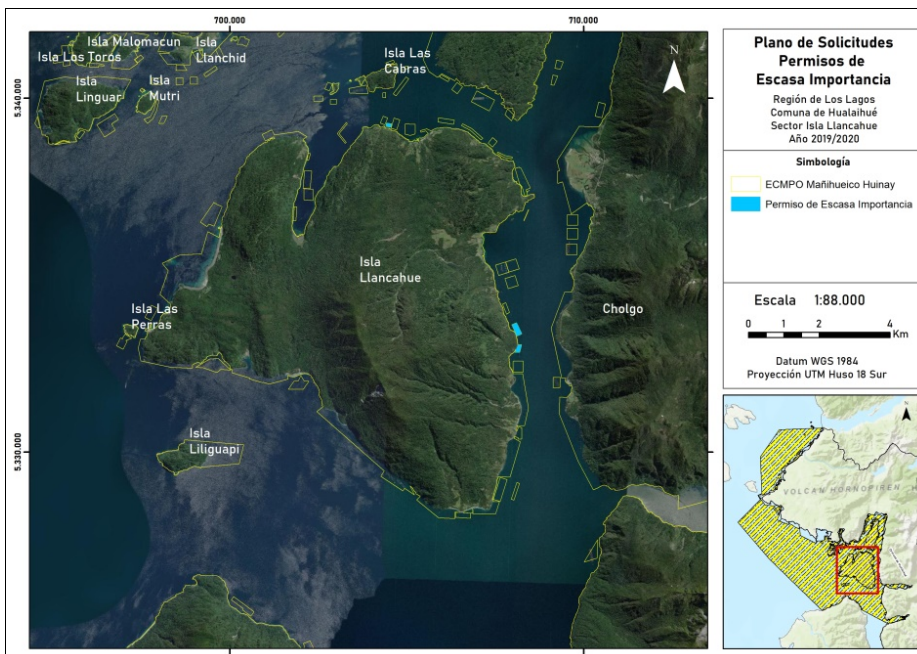 700.000
710.000
5.340.000
5.330.000
Isla Malomacun
Isla Los Toros
Isla
Llanchid
Isla
Linguar
Isla
Mutri
Isla Las
Cabras
N
Isla
Llancahue
Isla Las
Perras
Cholgo
Isla
Liliguapi
Plano de Solicitudes
Permisos de
Escasa Importancia
Región de Los Lagos
Comuna de Hualaihué
Sector Isla Llancahue
Año 2019/2020
Simbología
ECMPO Mañihueico Huinay
Permiso de Escasa Importancia
Escala 1:88.000
0 1 2 4
Km
Datum WGS 1984
Proyección UTM Huso 18 Sur
N
VOLCAN HORNOPIREN